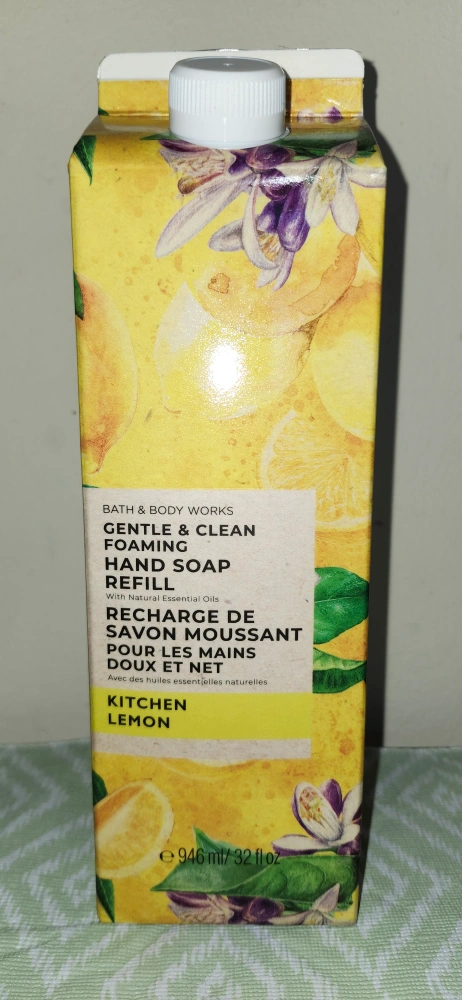 BATH & BODY WORKS
GENTLE & CLEAN
FOAMING
HAND SOAP
REFILL
With Natural Essential Oils
RECHARGE DE
SAVON MOUSSANT
POUR LES MAINS
DOUX ET NET
Avec des huiles essentielles naturelles
KITCHEN
LEMON
℮ 946 ml/ 32 fl oz